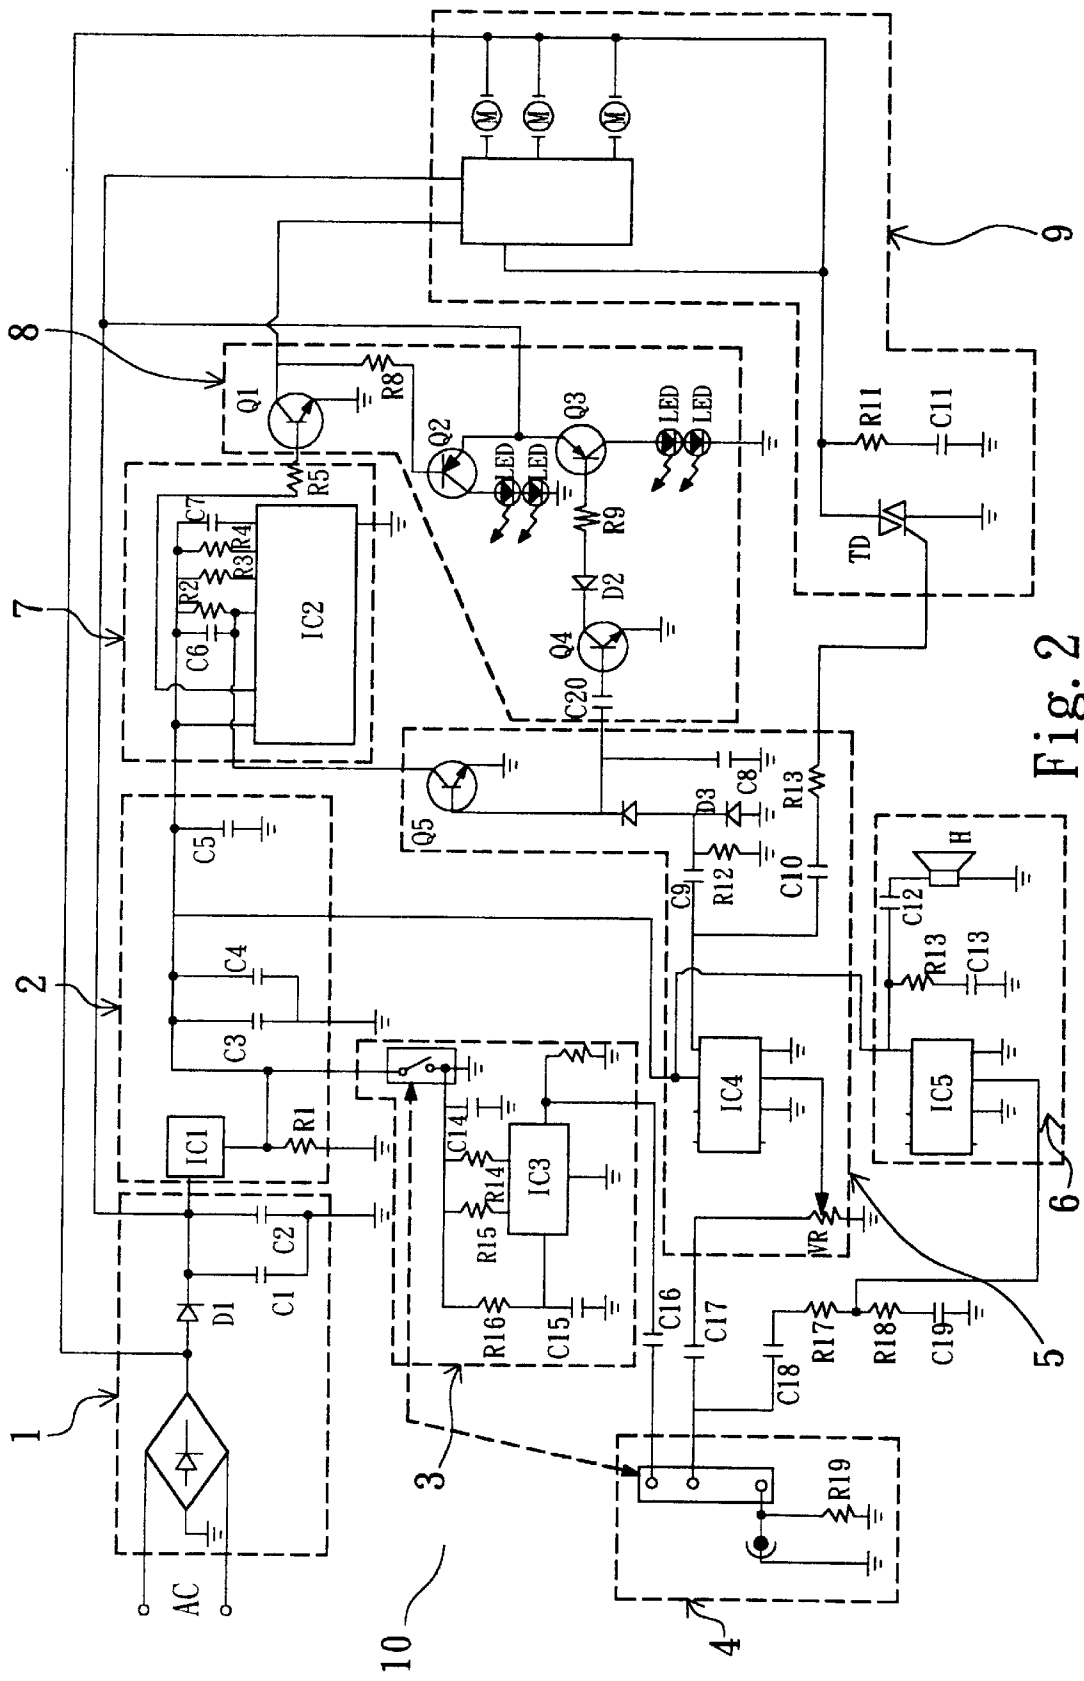 AC
1
D1
C1
C2
2
IC1
R1
C3
C4
C5
7
IC2
C6
R2
R3
R4
C7
R5
8
Q1
R8
Q2
LED
LED
Q3
LED
LED
R9
D2
Q4
C20
M
M
M
9
R11
C11
TD
10
3
R16
R15
R14
C14
IC3
C15
C16
C17
C18
4
R19
5
VR
IC4
Q5
C9
R12
D3
C8
C10
R13
R17
R18
C19
6
IC5
R13
C13
C12
H
Fig. 2